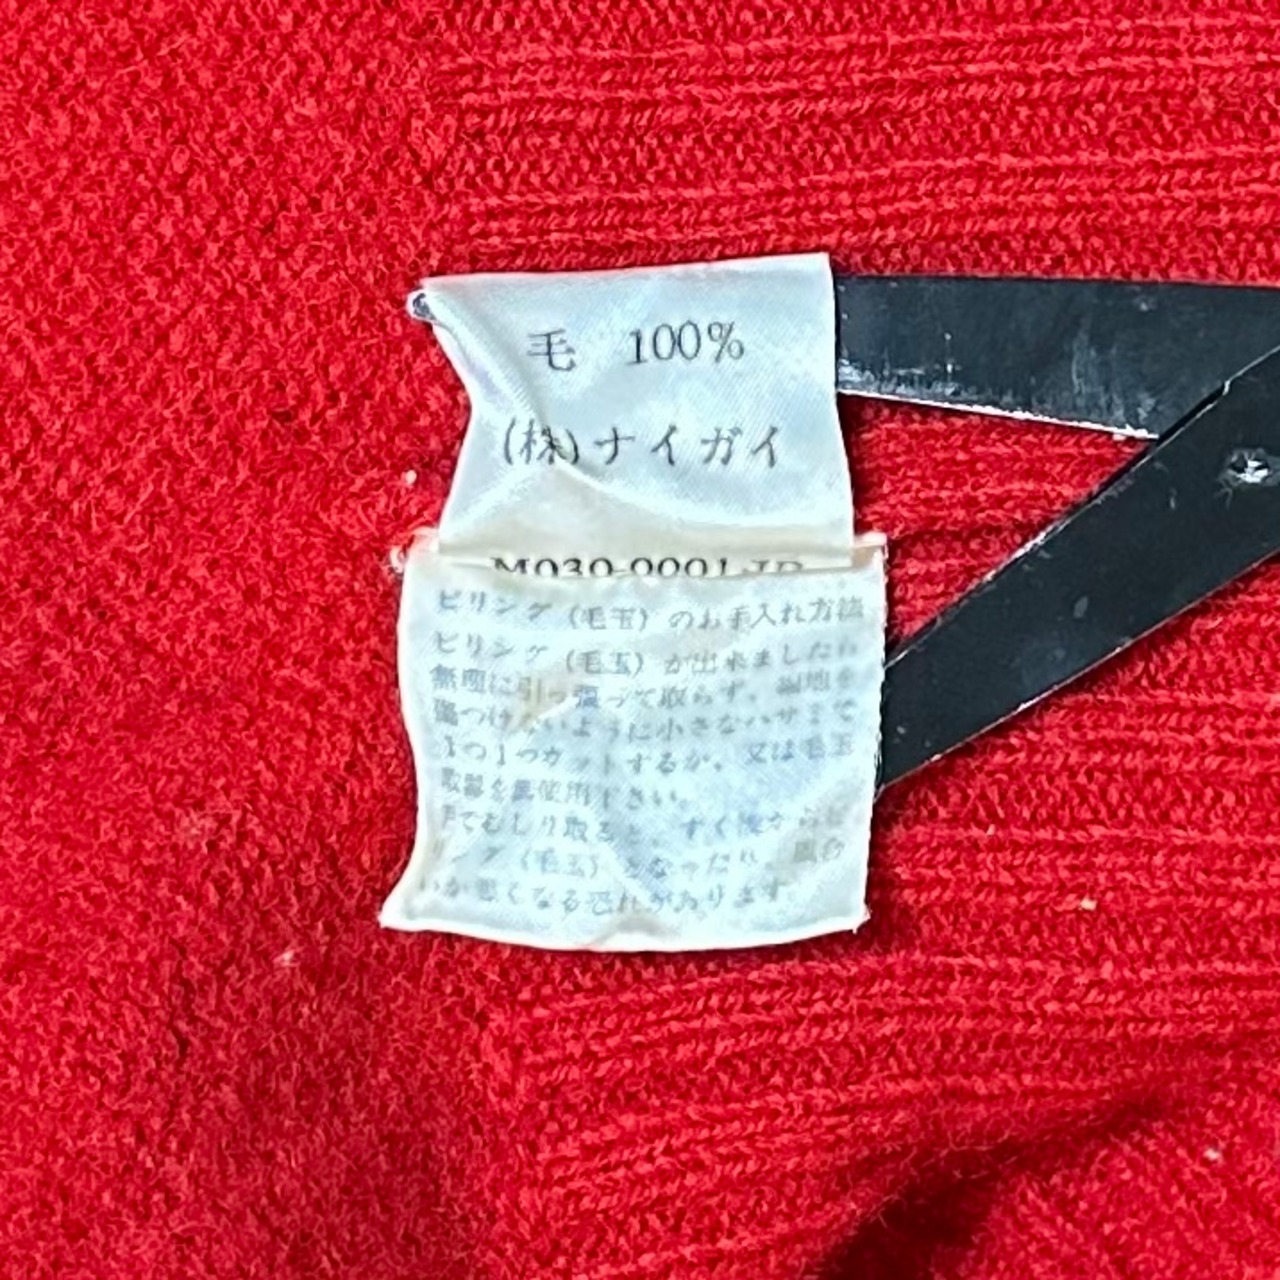 毛 100%
(株)ナイガイ
M030-0001
ピリング (毛玉) のお手入れ方法
ピリング (毛玉) が出来ましたら
無理に引っ張って取らず、編地を
傷つけないように小さなハサミで
1つ1つカットするか、又は毛玉
取器を御使用下さい。
手でむしり取ると、すぐ後からピ
リング (毛玉) となったり、風合
いが悪くなる恐れがあります。